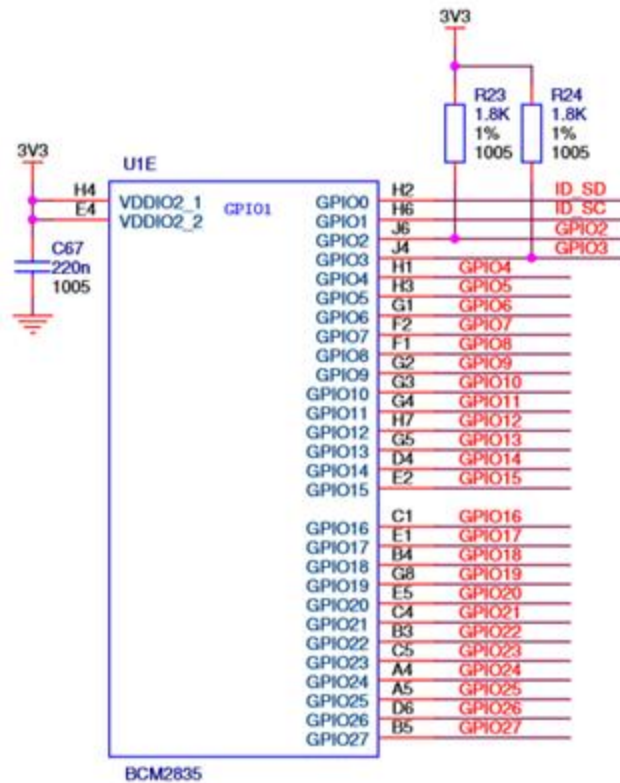 3V3
R23
1.8K
1%
1005
R24
1.8K
1%
1005
3V3
U1E
H4
E4
VDDIO2_1
VDDIO2_2
GPIO1
C67
220n
1005
GPIO0 H2 ID_SD
GPIO1 H6 ID_SC
GPIO2 J6 GPIO2
GPIO3 J4 GPIO3
GPIO4 H1 GPIO4
GPIO5 H3 GPIO5
GPIO6 G1 GPIO6
GPIO7 F2 GPIO7
GPIO8 F1 GPIO8
GPIO9 G2 GPIO9
GPIO10 G3 GPIO10
GPIO11 G4 GPIO11
GPIO12 H7 GPIO12
GPIO13 G5 GPIO13
GPIO14 D4 GPIO14
GPIO15 E2 GPIO15
GPIO16 C1 GPIO16
GPIO17 E1 GPIO17
GPIO18 B4 GPIO18
GPIO19 G8 GPIO19
GPIO20 E5 GPIO20
GPIO21 C4 GPIO21
GPIO22 B3 GPIO22
GPIO23 C5 GPIO23
GPIO24 A4 GPIO24
GPIO25 A5 GPIO25
GPIO26 D6 GPIO26
GPIO27 B5 GPIO27
BCM2835